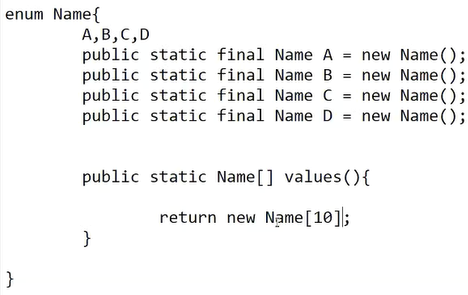 enum Name{
A,B,C,D
public static final Name A = new Name();
public static final Name B = new Name();
public static final Name C = new Name();
public static final Name D = new Name();
public static Name[] values(){
return new Name[10];
}
}